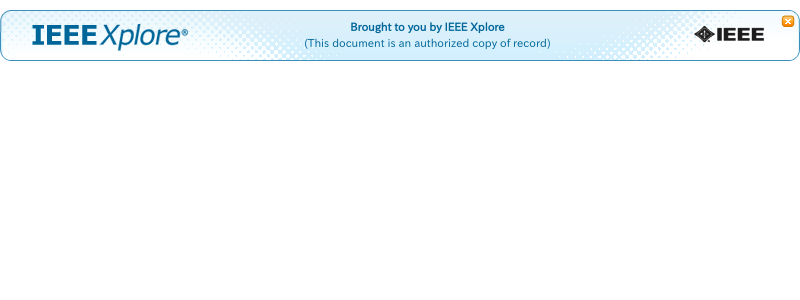 IEEE Xplore®
Brought to you by IEEE Xplore
(This document is an authorized copy of record)
IEEE